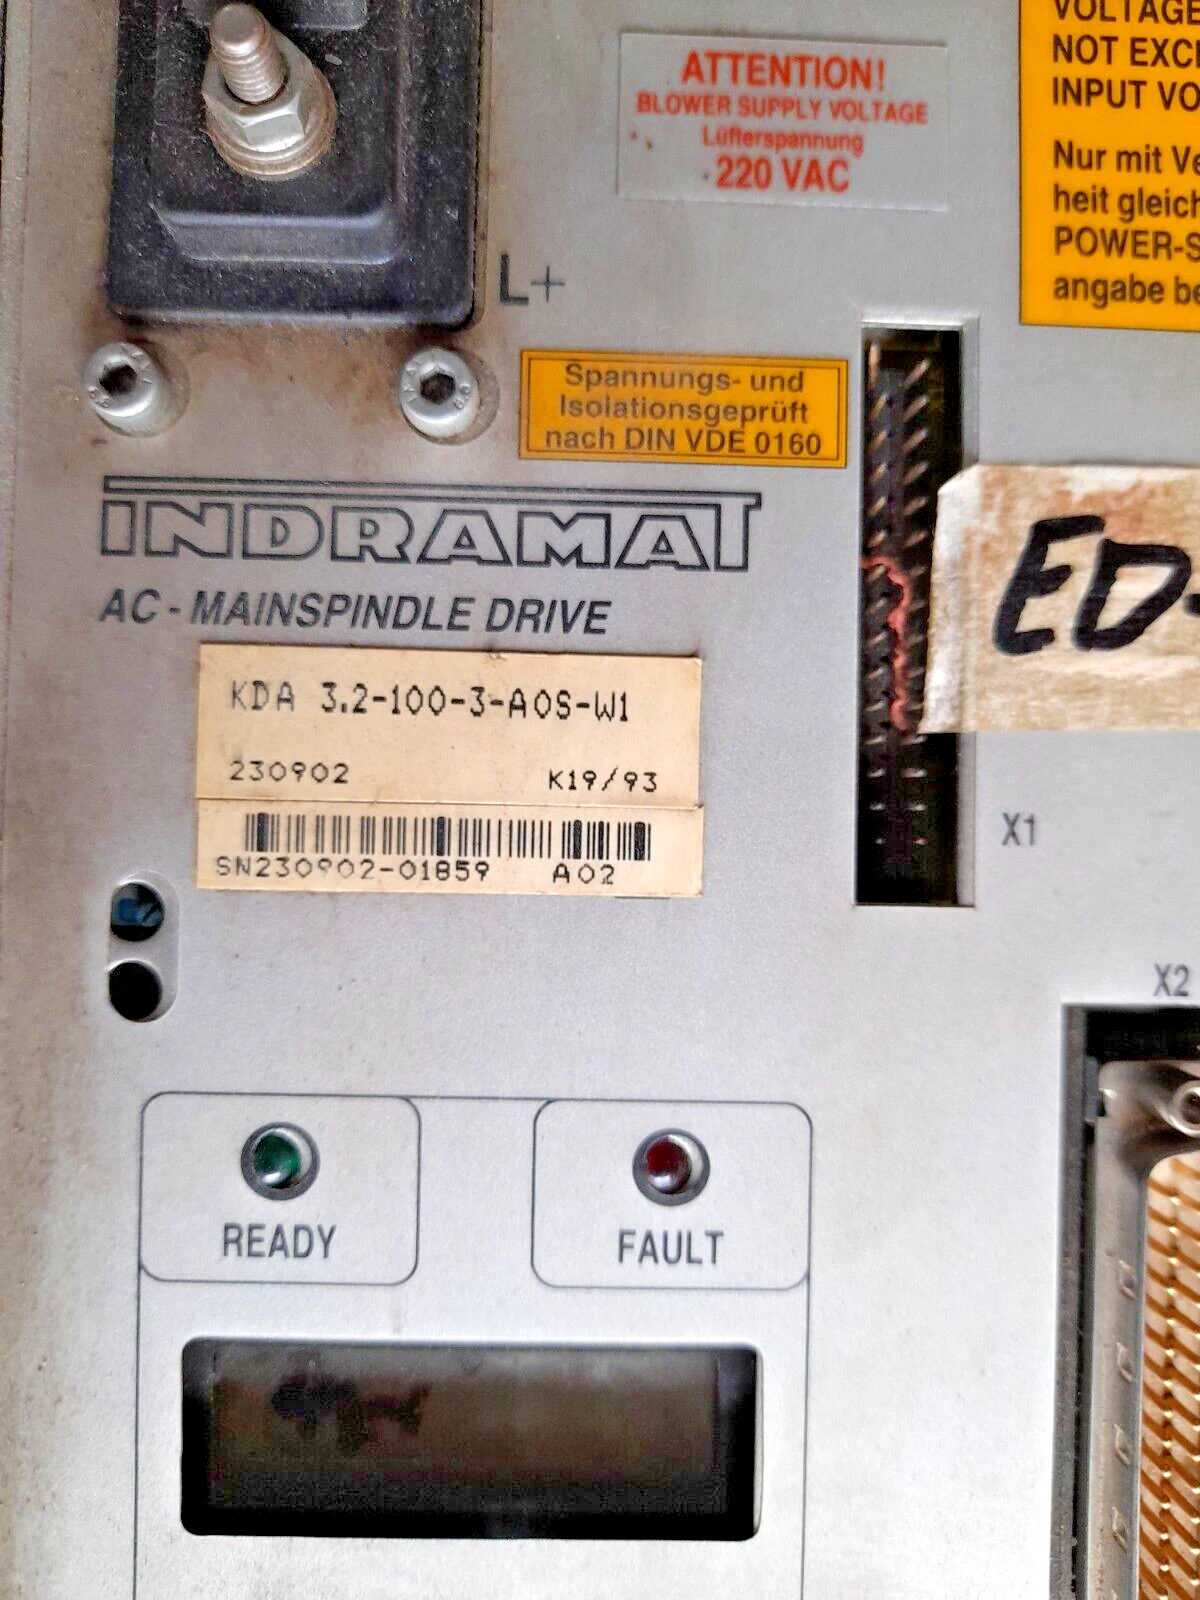 ATTENTION!
BLOWER SUPPLY VOLTAGE
Lüfterspannung
220 VAC
VOLTAGE
NOT EXC
INPUT VO
Nur mit Ve
heit gleich
POWER-S
angabe be
L+
Spannungs- und
Isolationsgeprüft
nach DIN VDE 0160
INDRAMAT
AC - MAINSPINDLE DRIVE
ED-
KDA 3.2-100-3-A0S-W1
230902 K19/93
SN230902-01859 A02
X1
X2
READY
FAULT